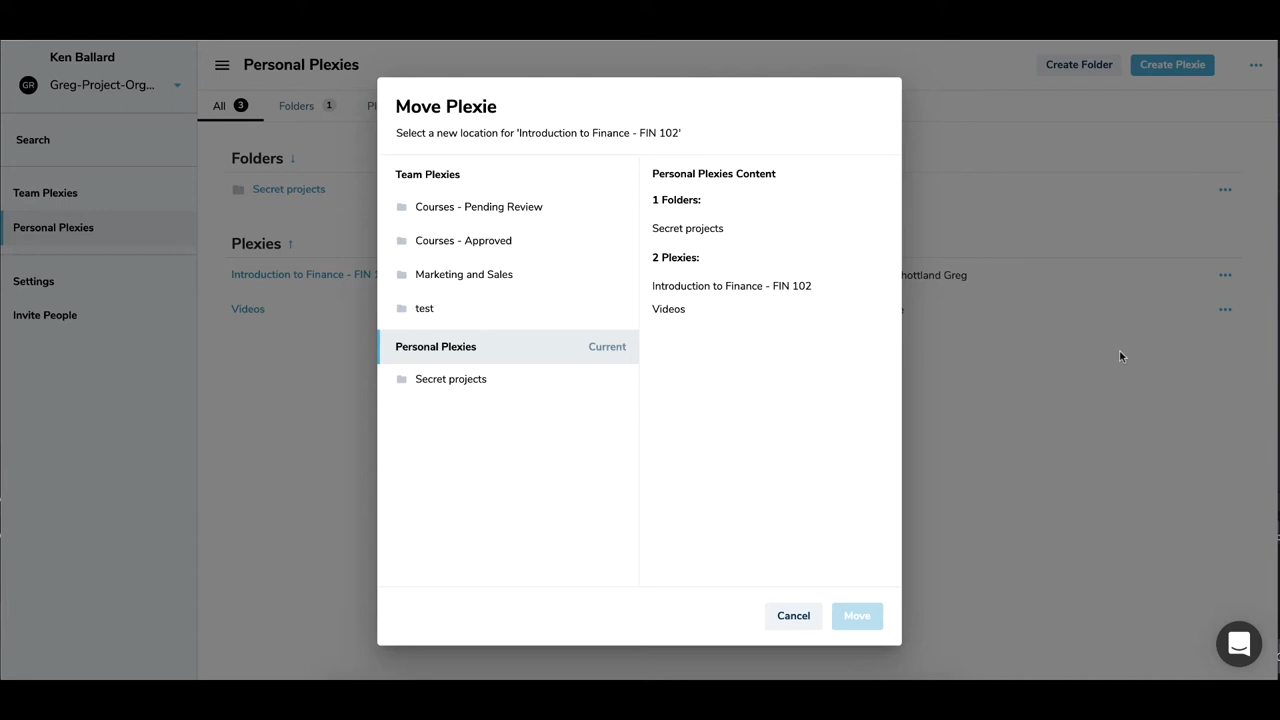 Ken Ballard
GR Greg-Project-Org...
Search
Team Plexies
Personal Plexies
Settings
Invite People
Personal Plexies
Create Folder
Create Plexie
All 3
Folders 1
Folders ↓
Secret projects
Plexies ↑
Introduction to Finance - FIN
Videos
Greg
Move Plexie
Select a new location for 'Introduction to Finance - FIN 102'
Team Plexies
Courses - Pending Review
Courses - Approved
Marketing and Sales
test
Personal Plexies Current
Secret projects
Personal Plexies Content
1 Folders:
Secret projects
2 Plexies:
Introduction to Finance - FIN 102
Videos
Cancel
Move